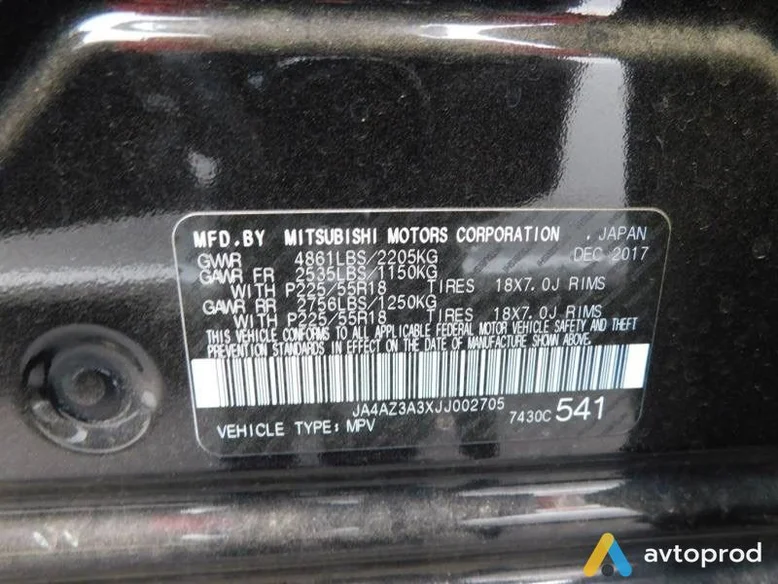 MFD.BY MITSUBISHI MOTORS CORPORATION , JAPAN
GVWR 4861LBS/2205KG DEC 2017
GAWR FR 2535LBS/1150KG
WITH P225/55R18 TIRES 18X7.0J RIMS
GAWR RR 2756LBS/1250KG
WITH P225/55R18 TIRES 18X7.0J RIMS
THIS VEHICLE CONFORMS TO ALL APPLICABLE FEDERAL MOTOR VEHICLE SAFETY AND THEFT
PREVENTION STANDARDS IN EFFECT ON THE DATE OF MANUFACTURE SHOWN ABOVE.
JA4AZ3A3XJJ002705
7430C 541
VEHICLE TYPE: MPV
avtoprod